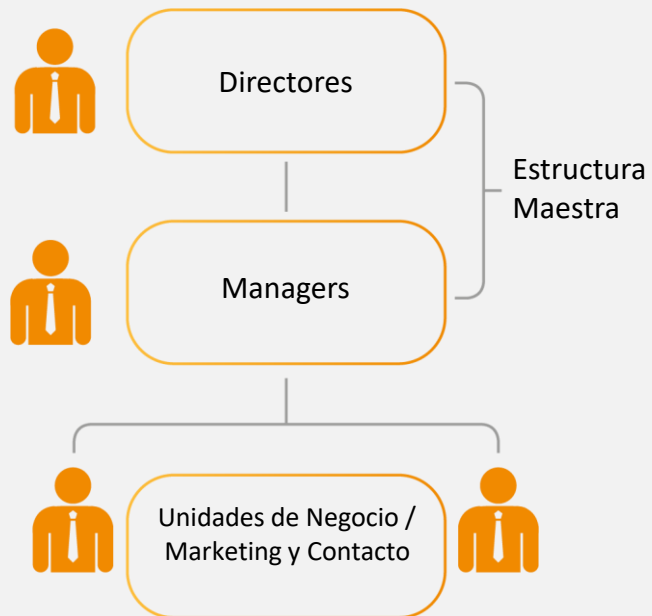 Directores
Estructura
Maestra
Managers
Unidades de Negocio /
Marketing y Contacto